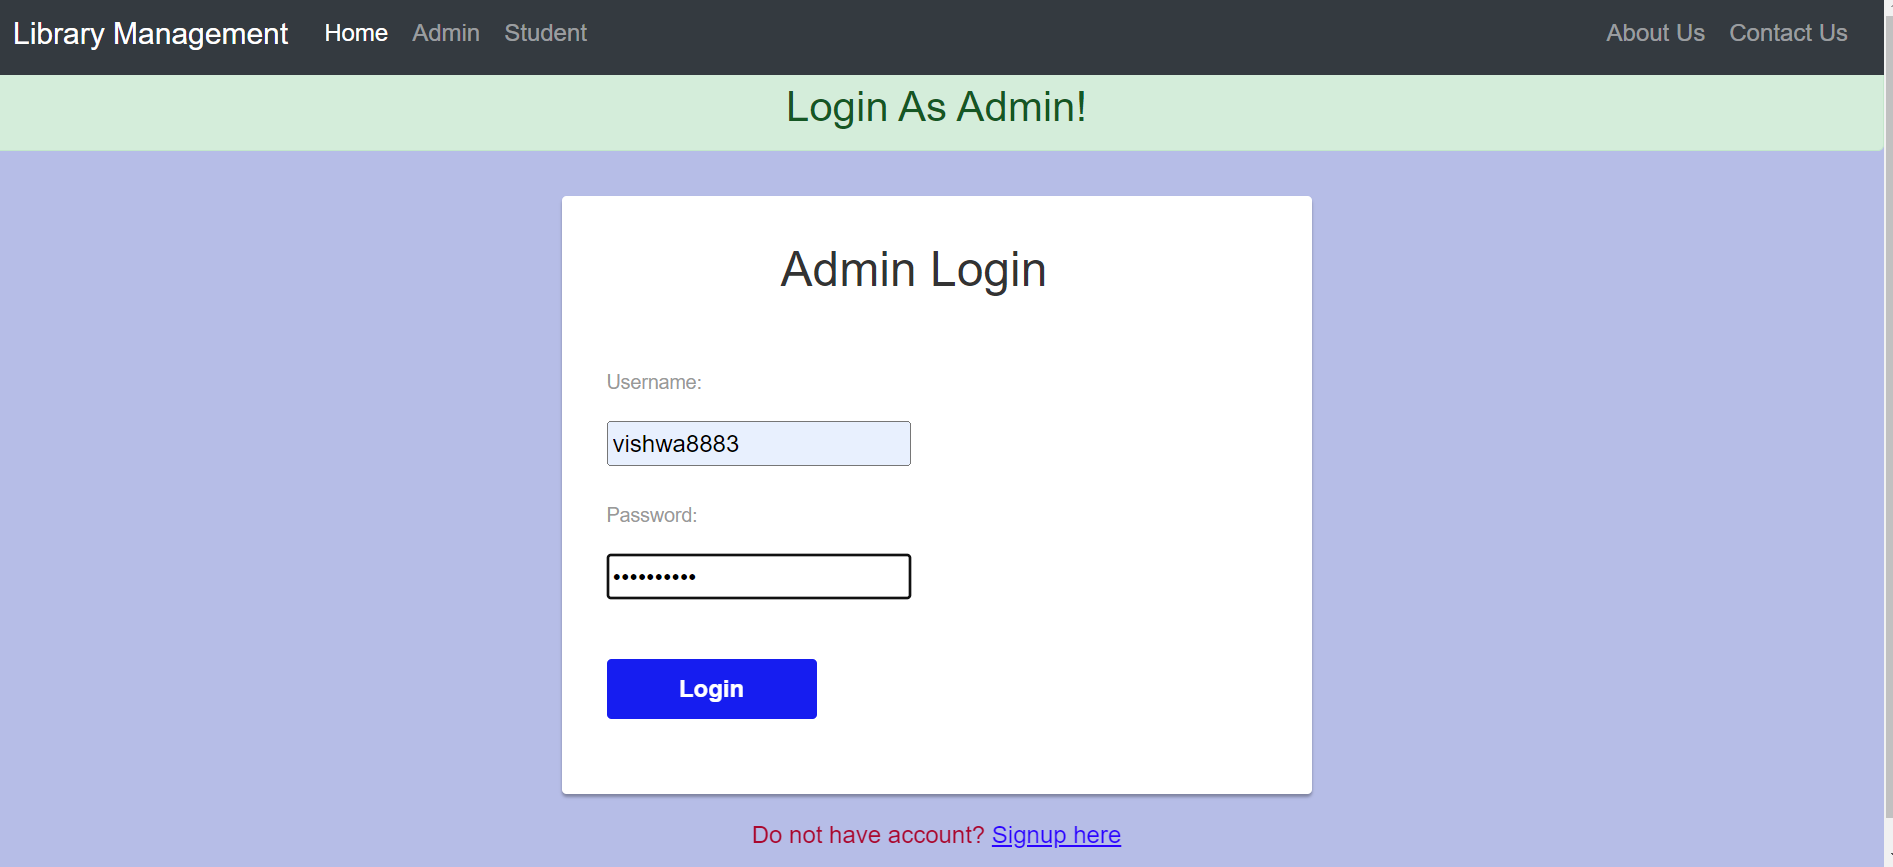 Library Management Home Admin Student About Us Contact Us
Login As Admin!
Admin Login
Username:
vishwa8883
Password:
••••••••••
Login
Do not have account? Signup here